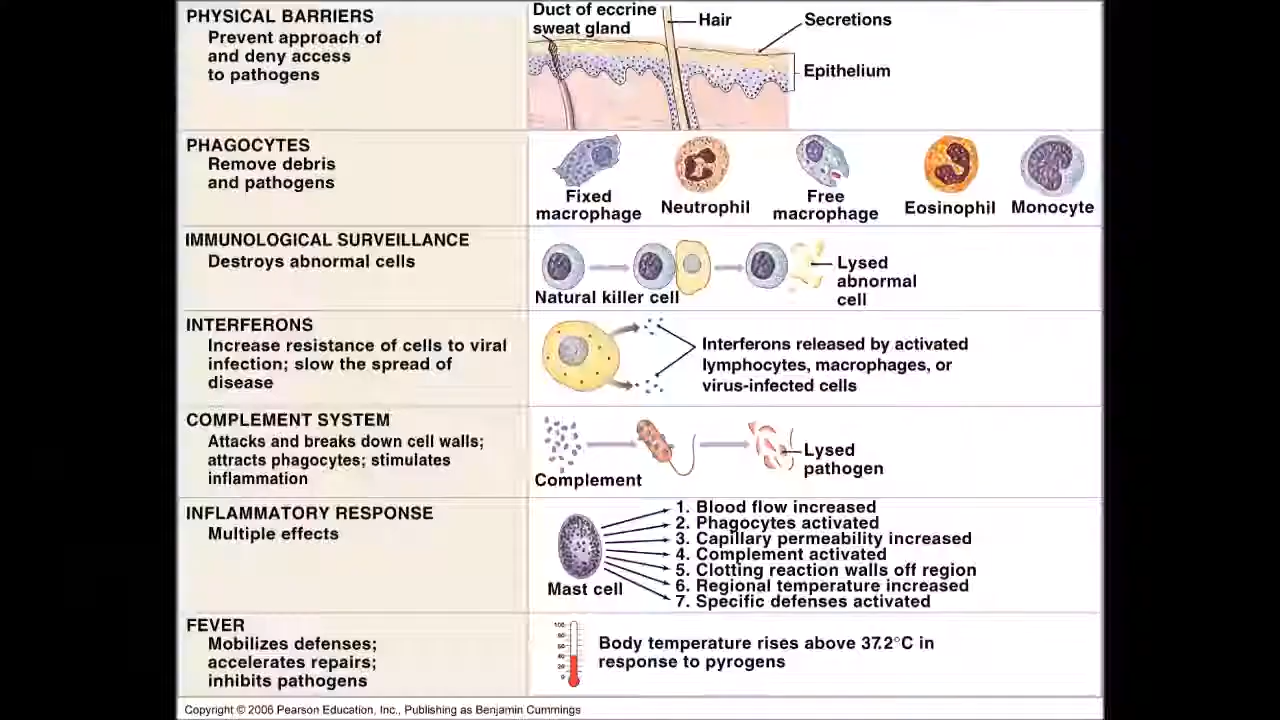 PHYSICAL BARRIERS
Prevent approach of
and deny access
to pathogens
Duct of eccrine
sweat gland
Hair
Secretions
Epithelium
PHAGOCYTES
Remove debris
and pathogens
Fixed
macrophage
Neutrophil
Free
macrophage
Eosinophil
Monocyte
IMMUNOLOGICAL SURVEILLANCE
Destroys abnormal cells
Natural killer cell
Lysed
abnormal
cell
INTERFERONS
Increase resistance of cells to viral
infection; slow the spread of
disease
Interferons released by activated
lymphocytes, macrophages, or
virus-infected cells
COMPLEMENT SYSTEM
Attacks and breaks down cell walls;
attracts phagocytes; stimulates
inflammation
Complement
Lysed
pathogen
INFLAMMATORY RESPONSE
Multiple effects
Mast cell
1. Blood flow increased
2. Phagocytes activated
3. Capillary permeability increased
4. Complement activated
5. Clotting reaction walls off region
6. Regional temperature increased
7. Specific defenses activated
FEVER
Mobilizes defenses;
accelerates repairs;
inhibits pathogens
100
80
60
40
20
0
Body temperature rises above 37.2°C in
response to pyrogens
Copyright © 2006 Pearson Education, Inc., Publishing as Benjamin Cummings